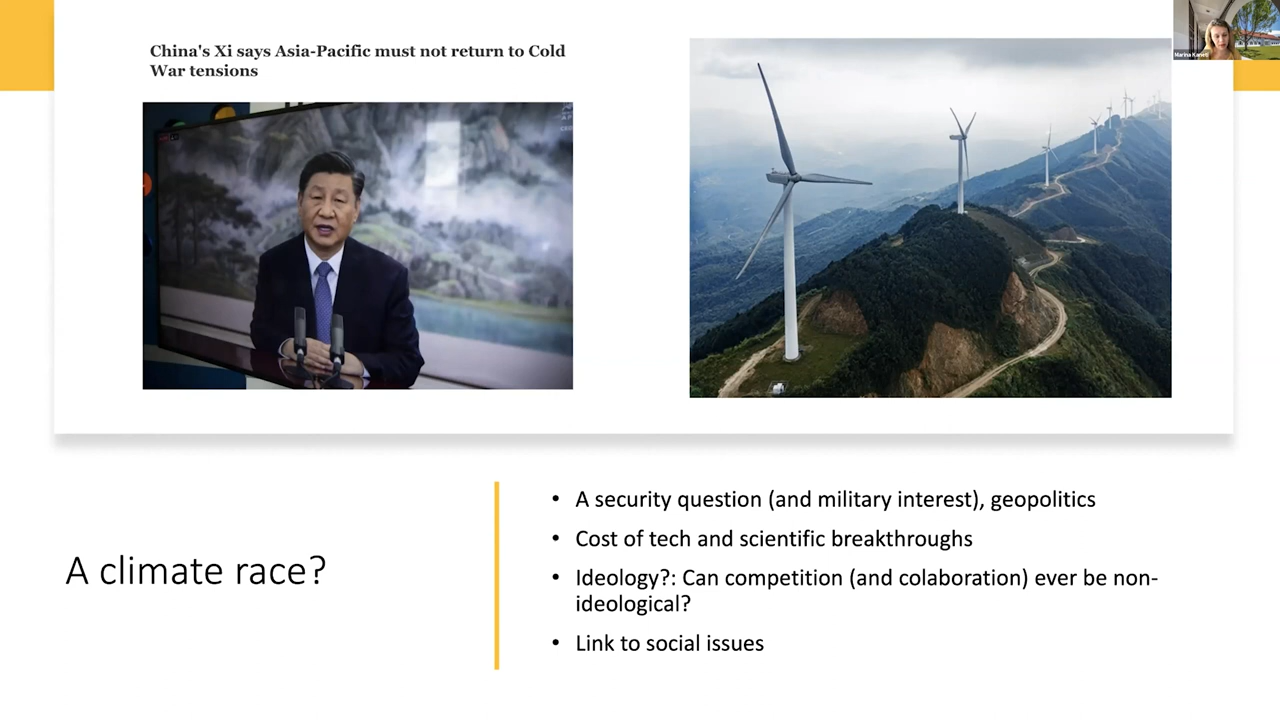 China's Xi says Asia-Pacific must not return to Cold
War tensions
A climate race?
• A security question (and military interest), geopolitics
• Cost of tech and scientific breakthroughs
• Ideology?: Can competition (and colaboration) ever be non-
ideological?
• Link to social issues